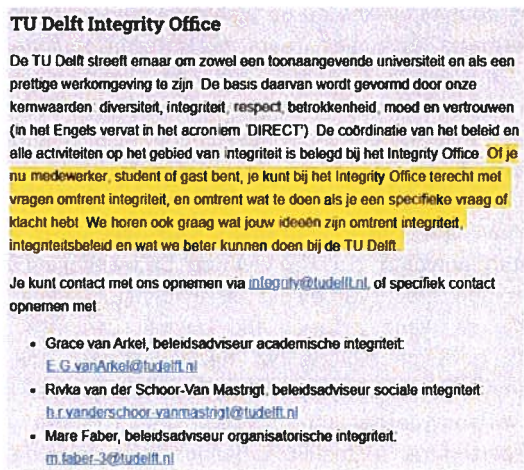 TU Delft Integrity Office
De TU Delft streeft ernaar om zowel een toonaangevende universiteit en als een
prettige werkomgeving te zijn. De basis daarvan wordt gevormd door onze
kernwaarden: diversiteit, integriteit, respect, betrokkenheid, moed en vertrouwen
(in het Engels vervat in het acroniem 'DIRECT'). De coördinatie van het beleid en
alle activiteiten op het gebied van integriteit is belegd bij het Integrity Office. Of je
nu medewerker, student of gast bent, je kunt bij het Integrity Office terecht met
vragen omtrent integriteit, en omtrent wat te doen als je een specifieke vraag of
klacht hebt. We horen ook graag wat jouw ideeën zijn omtrent integriteit,
integriteitsbeleid en wat we beter kunnen doen bij de TU Delft.
Je kunt contact met ons opnemen via integrity@tudelft.nl, of specifiek contact
opnemen met:
• Grace van Arkel, beleidsadviseur academische integriteit:
E.G.vanArkel@tudelft.nl
• Rivka van der Schoor-Van Mastrigt, beleidsadviseur sociale integriteit:
h.r.vanderschoor-vanmastrigt@tudelft.nl
• Mare Faber, beleidsadviseur organisatorische integriteit:
m.faber-3@tudelft.nl